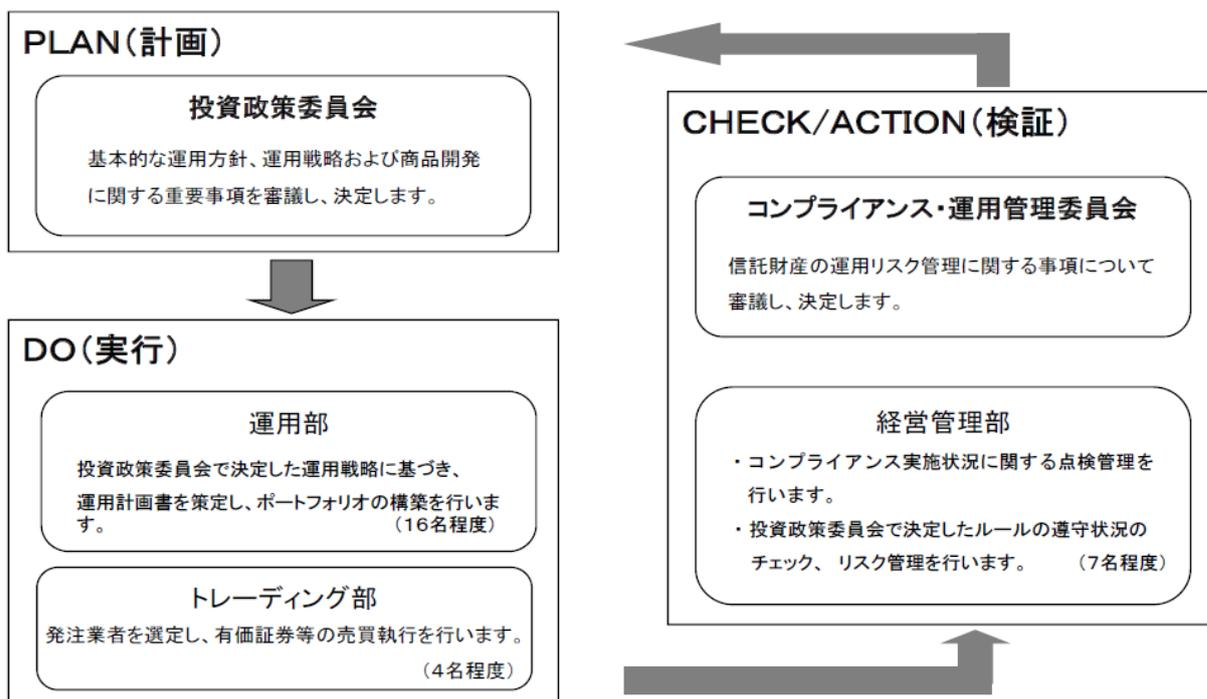 PLAN(計画)
投資政策委員会
基本的な運用方針、運用戦略および商品開発
に関する重要事項を審議し、決定します。
DO(実行)
運用部
投資政策委員会で決定した運用戦略に基づき、
運用計画書を策定し、ポートフォリオの構築を行いま
す。 (16名程度)
トレーディング部
発注業者を選定し、有価証券等の売買執行を行います。
(4名程度)
CHECK/ACTION(検証)
コンプライアンス・運用管理委員会
信託財産の運用リスク管理に関する事項について
審議し、決定します。
経営管理部
・コンプライアンス実施状況に関する点検管理を
行います。
・投資政策委員会で決定したルールの遵守状況の
チェック、 リスク管理を行います。 (7名程度)